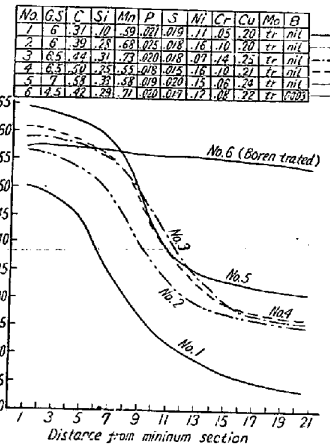 No. G.S C Si Mn P S Ni Cr Cu Mo B
1 6 .31 .10 .59 .021 .019 .11 .05 .20 tr nil
2 6 .39 .28 .68 .025 .018 .16 .10 .20 tr nil
3 6.5 .44 .31 .73 .020 .018 .07 .14 .25 tr nil
4 6.5 .50 .25 .55 .018 .015 .16 .10 .21 tr nil
5 7 .58 .33 .58 .019 .020 .15 .06 .24 tr nil
6 4.5 .42 .29 .71 .020 .017 .12 .08 .22 tr
No.6 (Boren trated)
No.3
No.5
No.2
No.4
No.1
1 3 5 7 9 11 13 15 17 19 21
Distance from mininum section